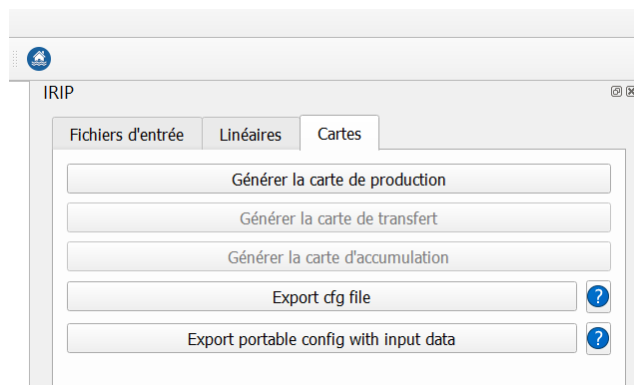 IRIP
Fichiers d'entrée Linéaires Cartes
Générer la carte de production
Générer la carte de transfert
Générer la carte d'accumulation
Export cfg file ?
Export portable config with input data ?